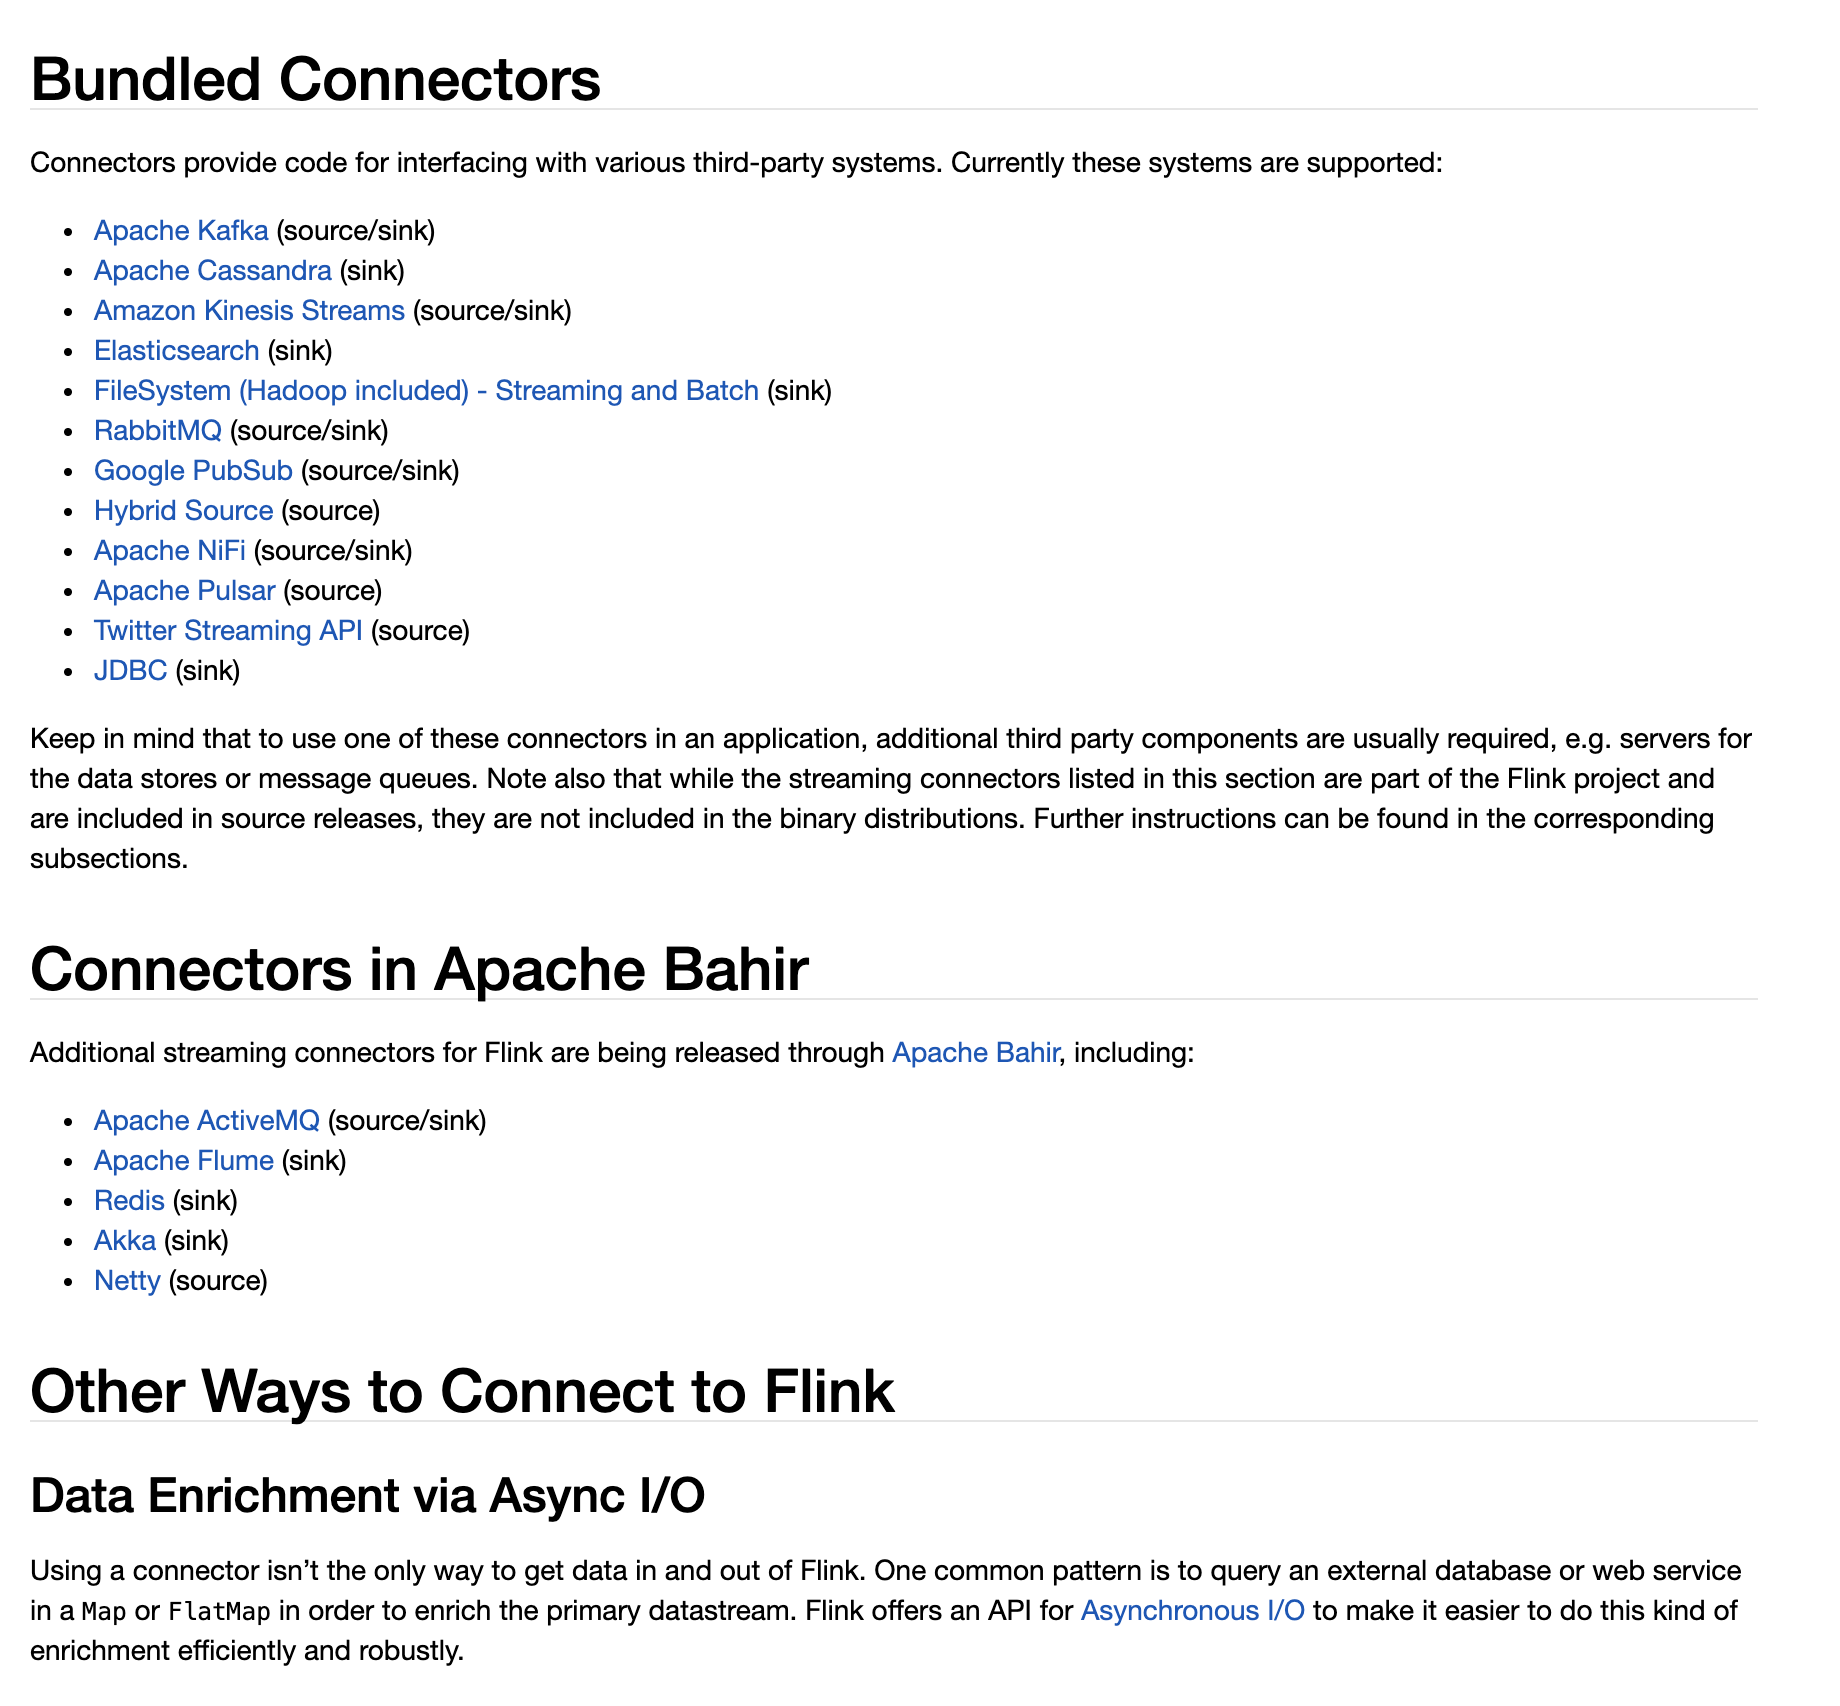 Bundled Connectors
Connectors provide code for interfacing with various third-party systems. Currently these systems are supported:
• Apache Kafka (source/sink)
• Apache Cassandra (sink)
• Amazon Kinesis Streams (source/sink)
• Elasticsearch (sink)
• FileSystem (Hadoop included) - Streaming and Batch (sink)
• RabbitMQ (source/sink)
• Google PubSub (source/sink)
• Hybrid Source (source)
• Apache NiFi (source/sink)
• Apache Pulsar (source)
• Twitter Streaming API (source)
• JDBC (sink)
Keep in mind that to use one of these connectors in an application, additional third party components are usually required, e.g. servers for
the data stores or message queues. Note also that while the streaming connectors listed in this section are part of the Flink project and
are included in source releases, they are not included in the binary distributions. Further instructions can be found in the corresponding
subsections.
Connectors in Apache Bahir
Additional streaming connectors for Flink are being released through Apache Bahir, including:
• Apache ActiveMQ (source/sink)
• Apache Flume (sink)
• Redis (sink)
• Akka (sink)
• Netty (source)
Other Ways to Connect to Flink
Data Enrichment via Async I/O
Using a connector isn’t the only way to get data in and out of Flink. One common pattern is to query an external database or web service
in a Map or FlatMap in order to enrich the primary datastream. Flink offers an API for Asynchronous I/O to make it easier to do this kind of
enrichment efficiently and robustly.